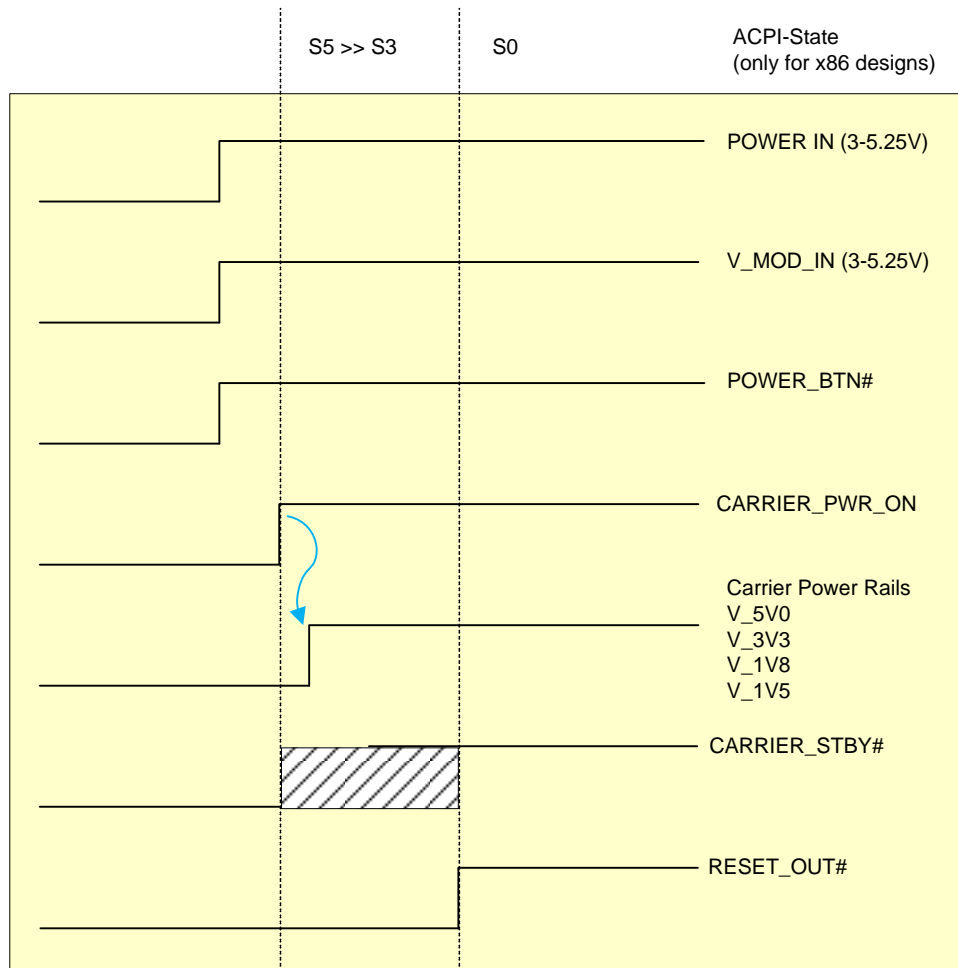 S5 >> S3
S0
ACPI-State
(only for x86 designs)
POWER IN (3-5.25V)
V_MOD_IN (3-5.25V)
POWER_BTN#
CARRIER_PWR_ON
Carrier Power Rails
V_5V0
V_3V3
V_1V8
V_1V5
CARRIER_STBY#
RESET_OUT#